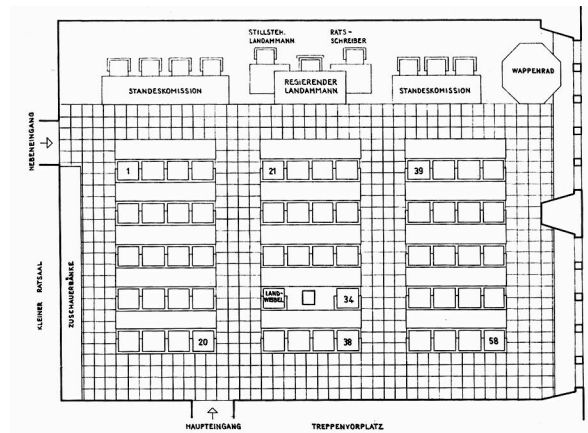 STILLSTEH.
LANDAMMANN
RATS-
SCHREIBER
STANDESKOMISSION
REGIERENDER
LANDAMMANN
STANDESKOMISSION
WAPPENRAD
NEBENEINGANG
1
21
39
KLEINER RATSAAL
ZUSCHAUERBÄNKE
LAND-
WEIBEL
34
20
38
58
HAUPTEINGANG
TREPPENVORPLATZ